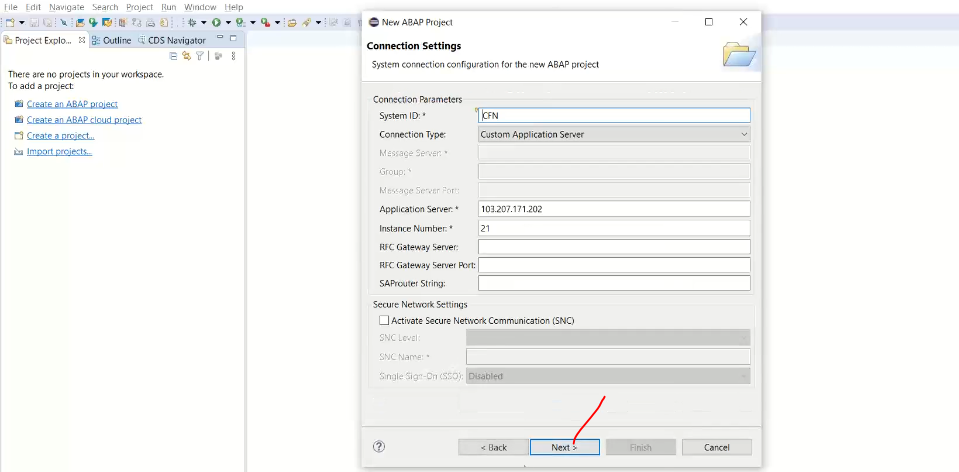 File Edit Navigate Search Project Run Window Help
Project Explo... Outline CDS Navigator
There are no projects in your workspace.
To add a project:
Create an ABAP project
Create an ABAP cloud project
Create a project...
Import projects...
New ABAP Project
Connection Settings
System connection configuration for the new ABAP project
Connection Parameters
System ID: * CFN
Connection Type: Custom Application Server
Message Server: *
Group: *
Message Server Port:
Application Server: * 103.207.171.202
Instance Number: * 21
RFC Gateway Server:
RFC Gateway Server Port:
SAProuter String:
Secure Network Settings
Activate Secure Network Communication (SNC)
SNC Level:
SNC Name: *
Single Sign-On (SSO): Disabled
< Back Next > Finish Cancel